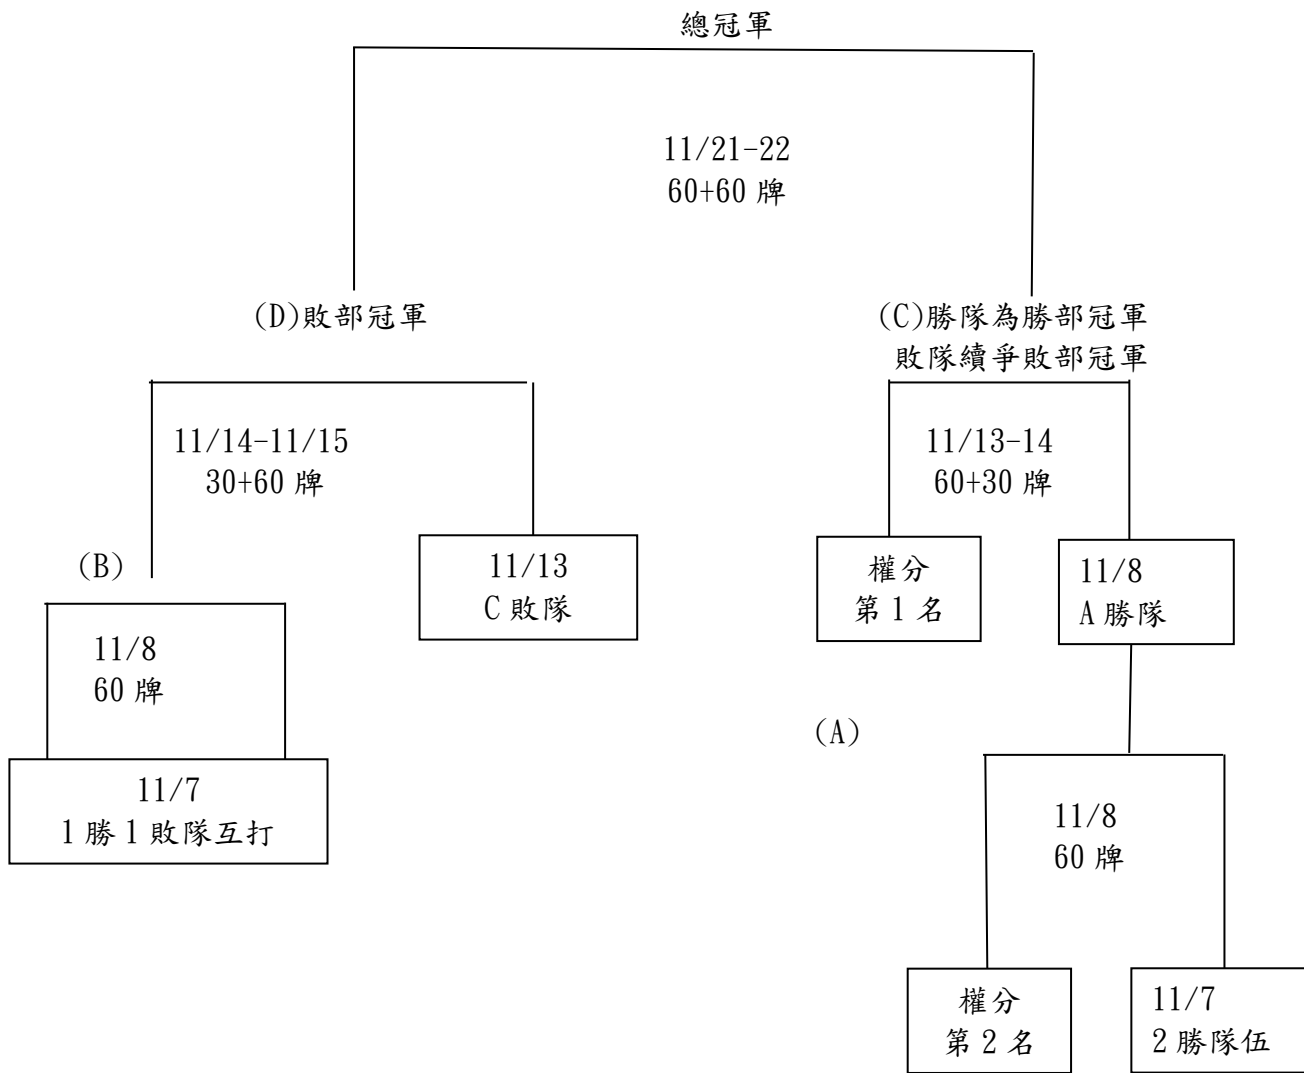 總冠軍
11/21-22
60+60 牌
(D)敗部冠軍
(C)勝隊為勝部冠軍
敗隊續爭敗部冠軍
11/14-11/15
30+60 牌
11/13-14
60+30 牌
(B)
11/13
C 敗隊
權分
第 1 名
11/8
A 勝隊
11/8
60 牌
(A)
11/7
1 勝 1 敗隊互打
11/8
60 牌
權分
第 2 名
11/7
2 勝隊伍